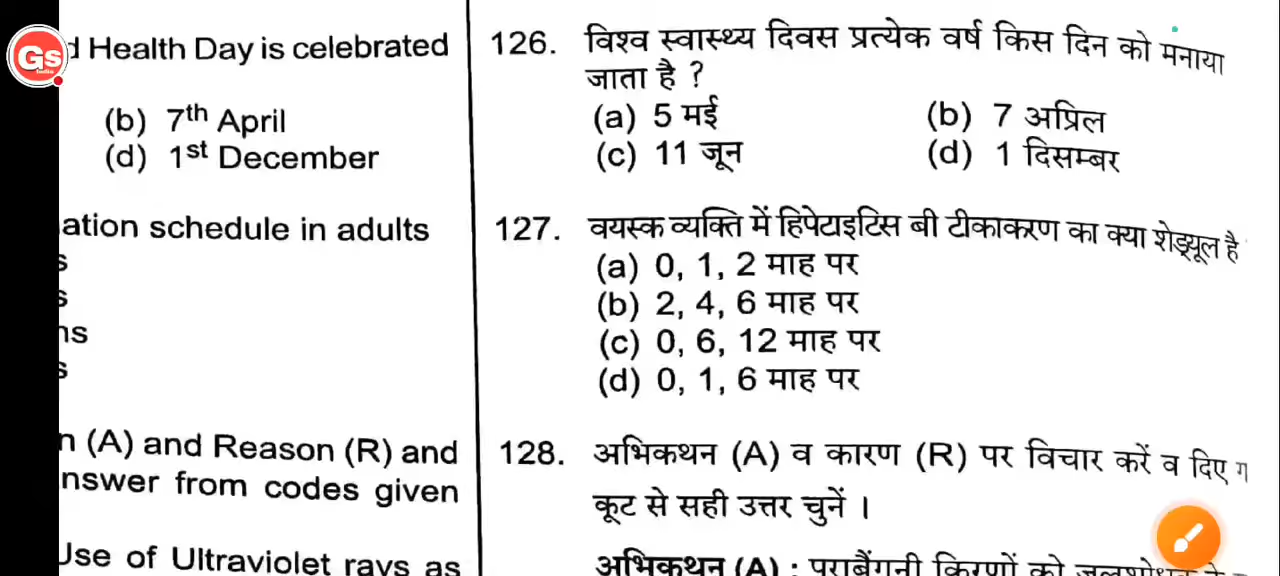 Gs
India
d Health Day is celebrated
(b) 7th April
(d) 1st December
ation schedule in adults
s
s
ns
s
n (A) and Reason (R) and
nswer from codes given
Use of Ultraviolet rays as
126. विश्व स्वास्थ्य दिवस प्रत्येक वर्ष किस दिन को मनाया
जाता है ?
(a) 5 मई (b) 7 अप्रिल
(c) 11 जून (d) 1 दिसम्बर
127. वयस्क व्यक्ति में हिपेटाइटिस बी टीकाकरण का क्या शेड्यूल है
(a) 0, 1, 2 माह पर
(b) 2, 4, 6 माह पर
(c) 0, 6, 12 माह पर
(d) 0, 1, 6 माह पर
128. अभिकथन (A) व कारण (R) पर विचार करें व दिए ग
कूट से सही उत्तर चुनें ।
अभिकथन (A) : पराबैंगनी किरणों को